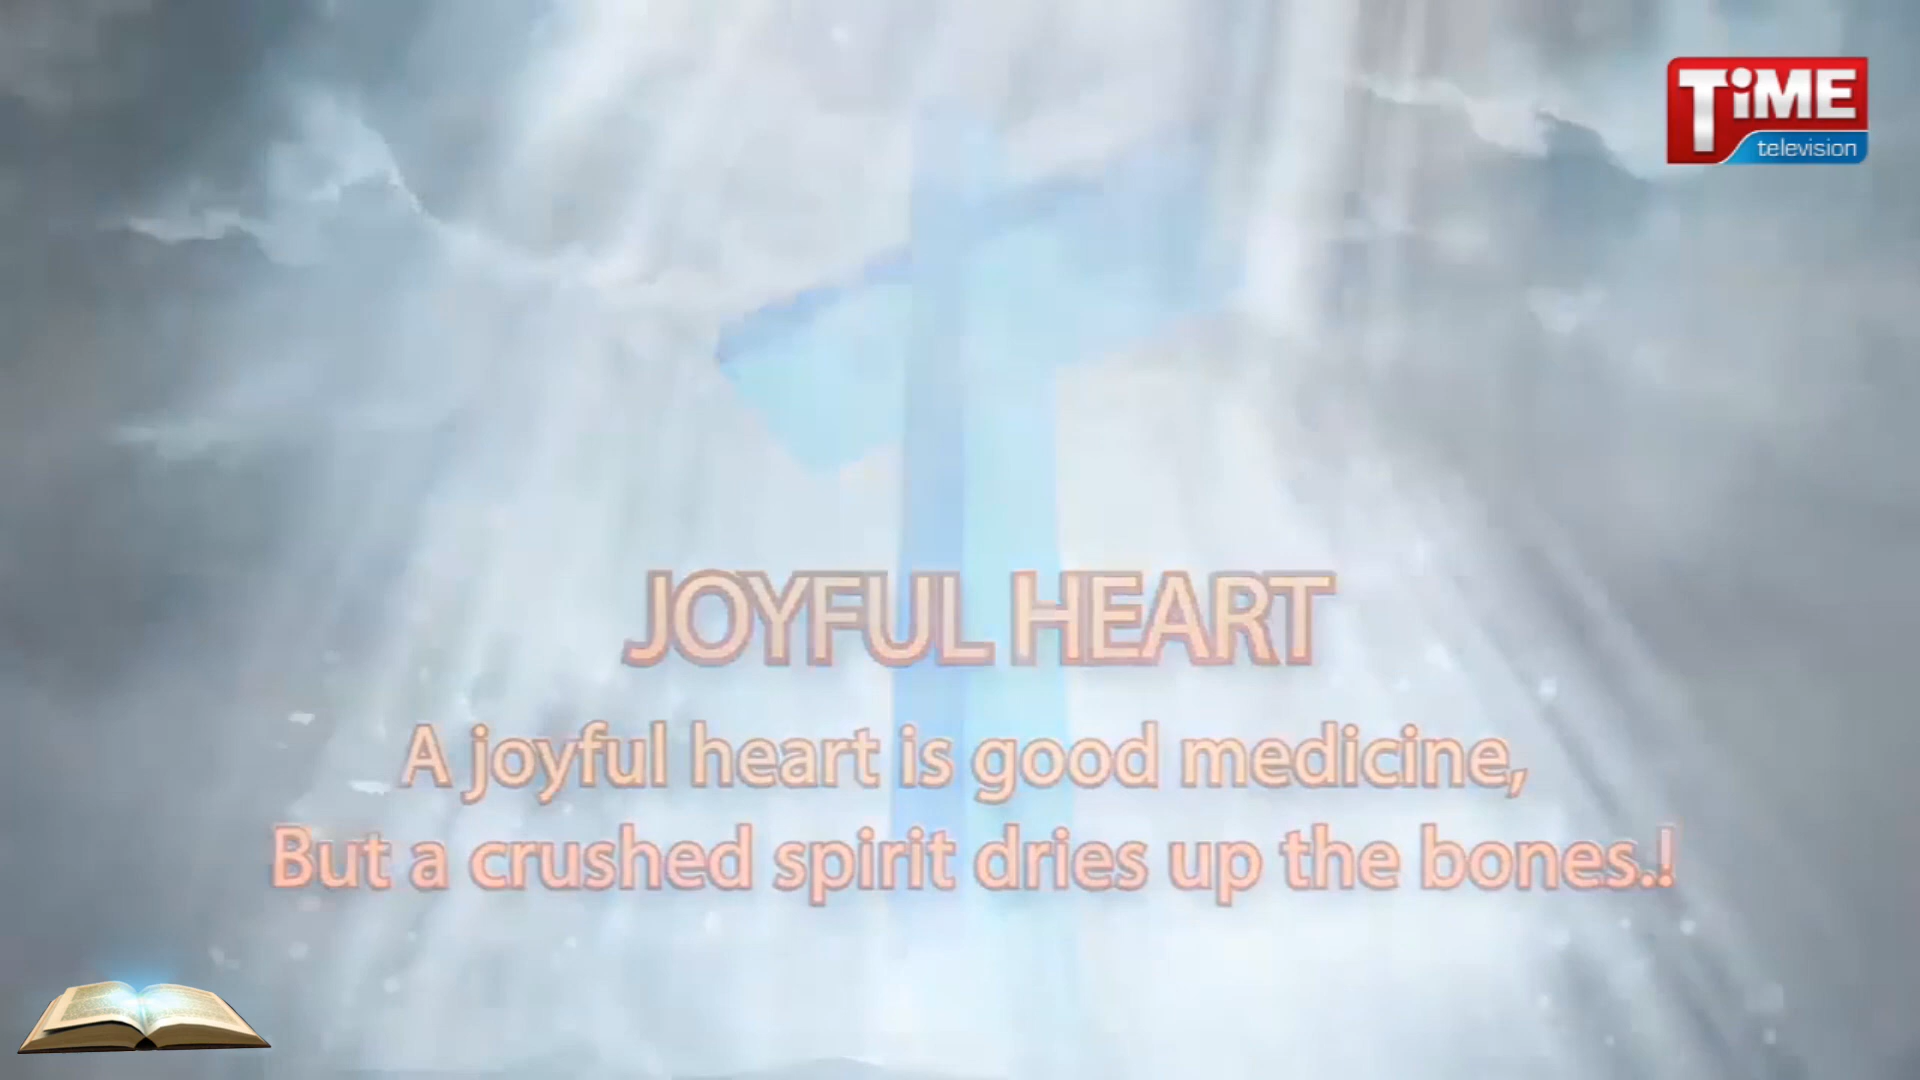 TiME
television
JOYFUL HEART
A joyful heart is good medicine,
But a crushed spirit dries up the bones.!